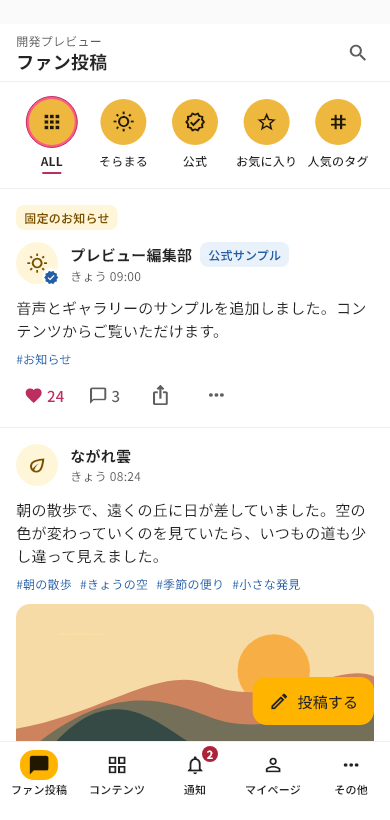 開発プレビュー
ファン投稿
ALL そらまる 公式 お気に入り 人気のタグ
固定のお知らせ
プレビュー編集部 公式サンプル
きょう 09:00
音声とギャラリーのサンプルを追加しました。コン
テンツからご覧いただけます。
#お知らせ
24 3
ながれ雲
きょう 08:24
朝の散歩で、遠くの丘に日が差していました。空の
色が変わっていくのを見ていたら、いつもの道も少
し違って見えました。
#朝の散歩 #きょうの空 #季節の便り #小さな発見
投稿する
2
ファン投稿 コンテンツ 通知 マイページ その他